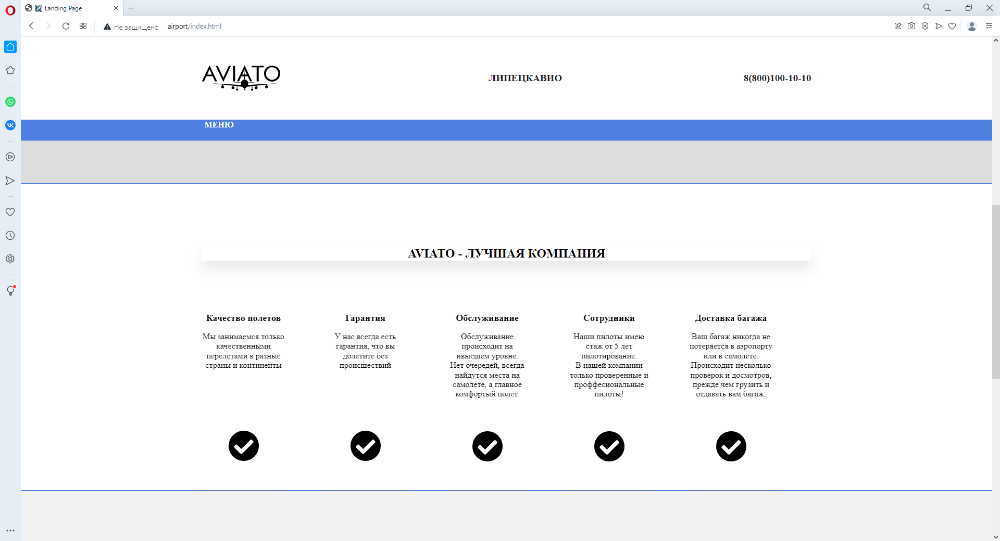 Landing Page
Не защищено airport/index.html
AVIATO
ЛИПЕЦКАВИО
8(800)100-10-10
МЕНЮ
AVIATO - ЛУЧШАЯ КОМПАНИЯ
Качество полетов
Мы занимаемся только
качественными
перелетами в разные
страны и континенты
Гарантия
У нас всегда есть
гарантия, что вы
долетите без
происшествий
Обслуживание
Обслуживание
происходит на
ивысшем уровне.
Нет очередей, всегда
найдутся места на
самолете, а главное
комфортый полет.
Сотрудники
Наши пилоты имею
стаж от 5 лет
пилотирование.
В нашей компании
только проверенные и
проффесиональные
пилоты!
Доставка багажа
Ваш багаж никогда не
потеряется в аэропорту
или в самолете.
Происходит несколько
проверок и досмотров,
прежде чем грузить и
отдавать вам багаж.